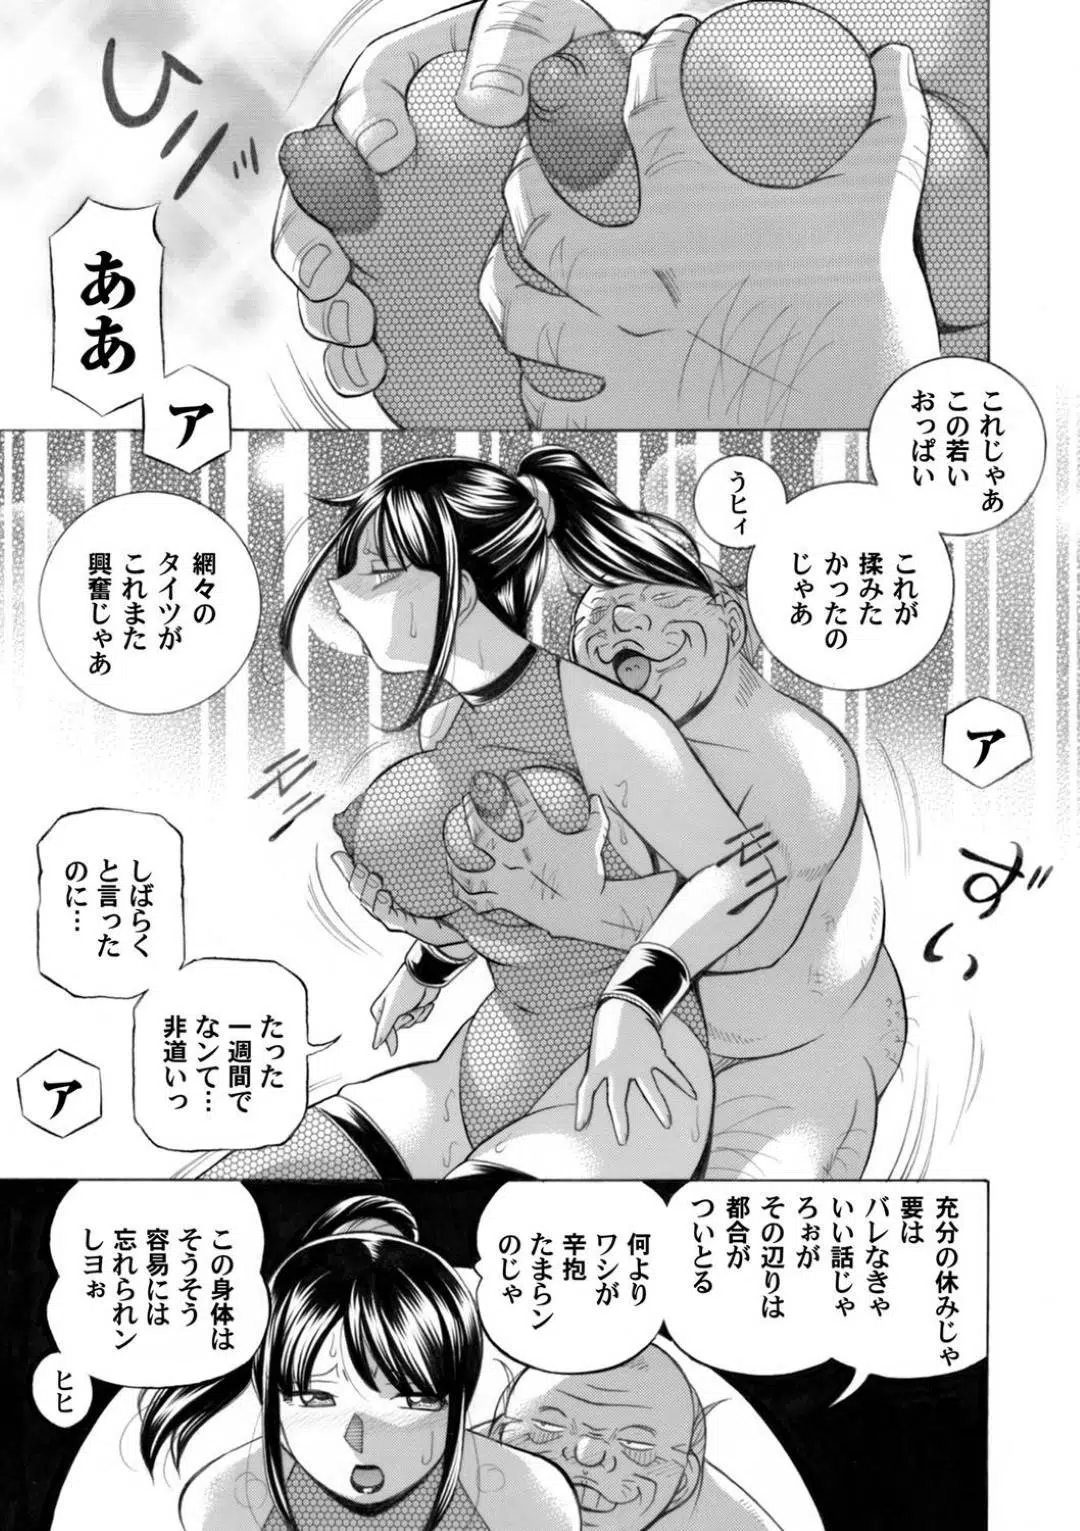 ヒリ
ああ
ア
これじゃあ
この若い
おっぱい
これが
揉みた
かったの
じゃあ
うヒィ
網々の
タイツが
これまた
興奮じゃあ
ア
ずい
しばらく
と言った
のに…
たった
一週間で
なンて…
非道いっ
ア
充分の休みじゃ
要は
バレなきゃ
いい話じゃ
ろぉが
その辺りは
都合が
ついとる
何より
ワシが
辛抱
たまらン
のじゃ
この身体は
そうそう
容易には
忘れられン
しヨぉ
ヒヒ